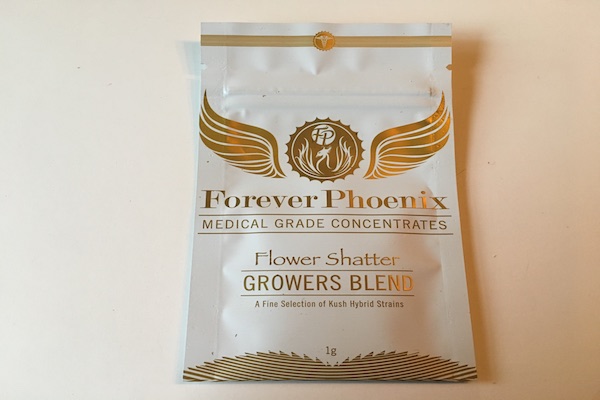 FP
Forever Phoenix
MEDICAL GRADE CONCENTRATES
Flower Shatter
GROWERS BLEND
A Fine Selection of Kush Hybrid Strains
1g